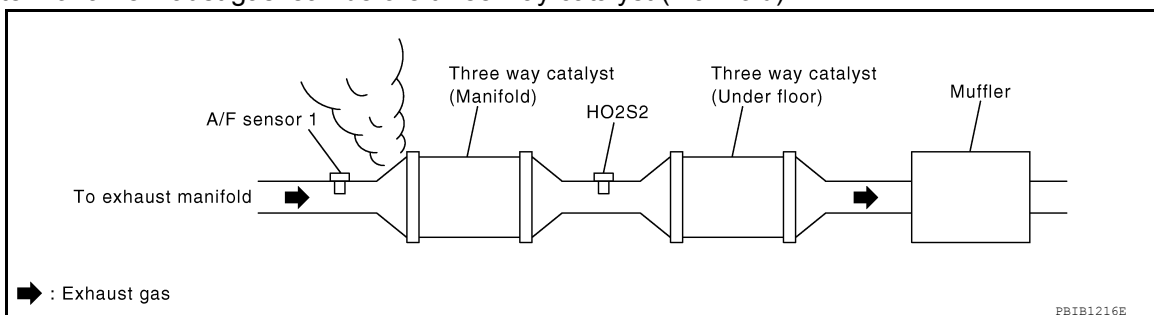 Three way catalyst
(Manifold)
Three way catalyst
(Under floor)
Muffler
HO2S2
A/F sensor 1
To exhaust manifold
: Exhaust gas
PBIB1216E